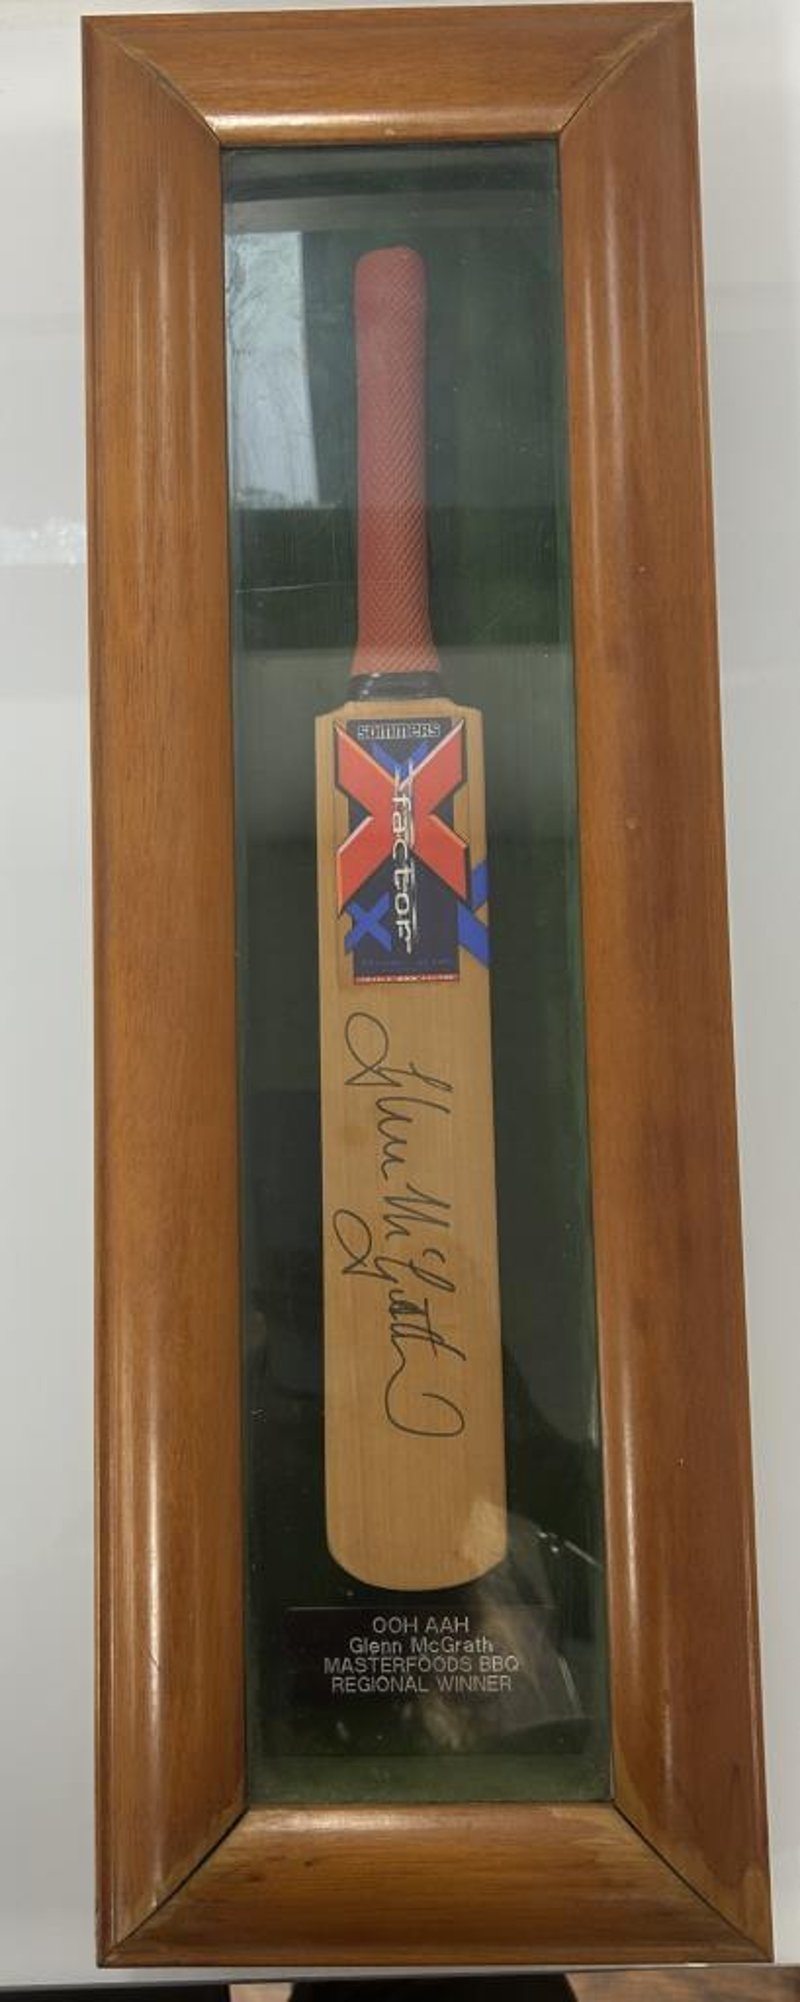 SOMMERS
X factor
Glenn McGrath
OOH AAH
Glenn McGrath
MASTERFOODS BBQ
REGIONAL WINNER